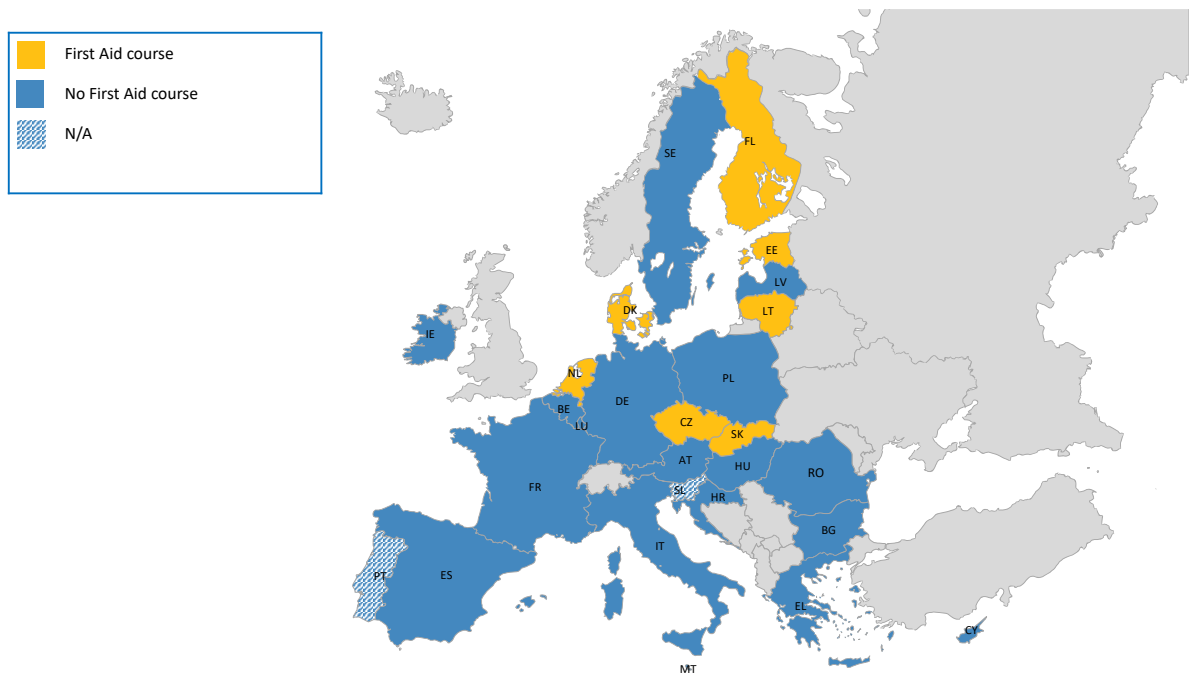 First Aid course
No First Aid course
N/A
SE
FL
EE
LV
LT
DK
IE
NL
PL
DE
BE
LU
CZ
SK
AT
HU
RO
FR
SL
HR
BG
IT
PT
ES
EL
CY
MT